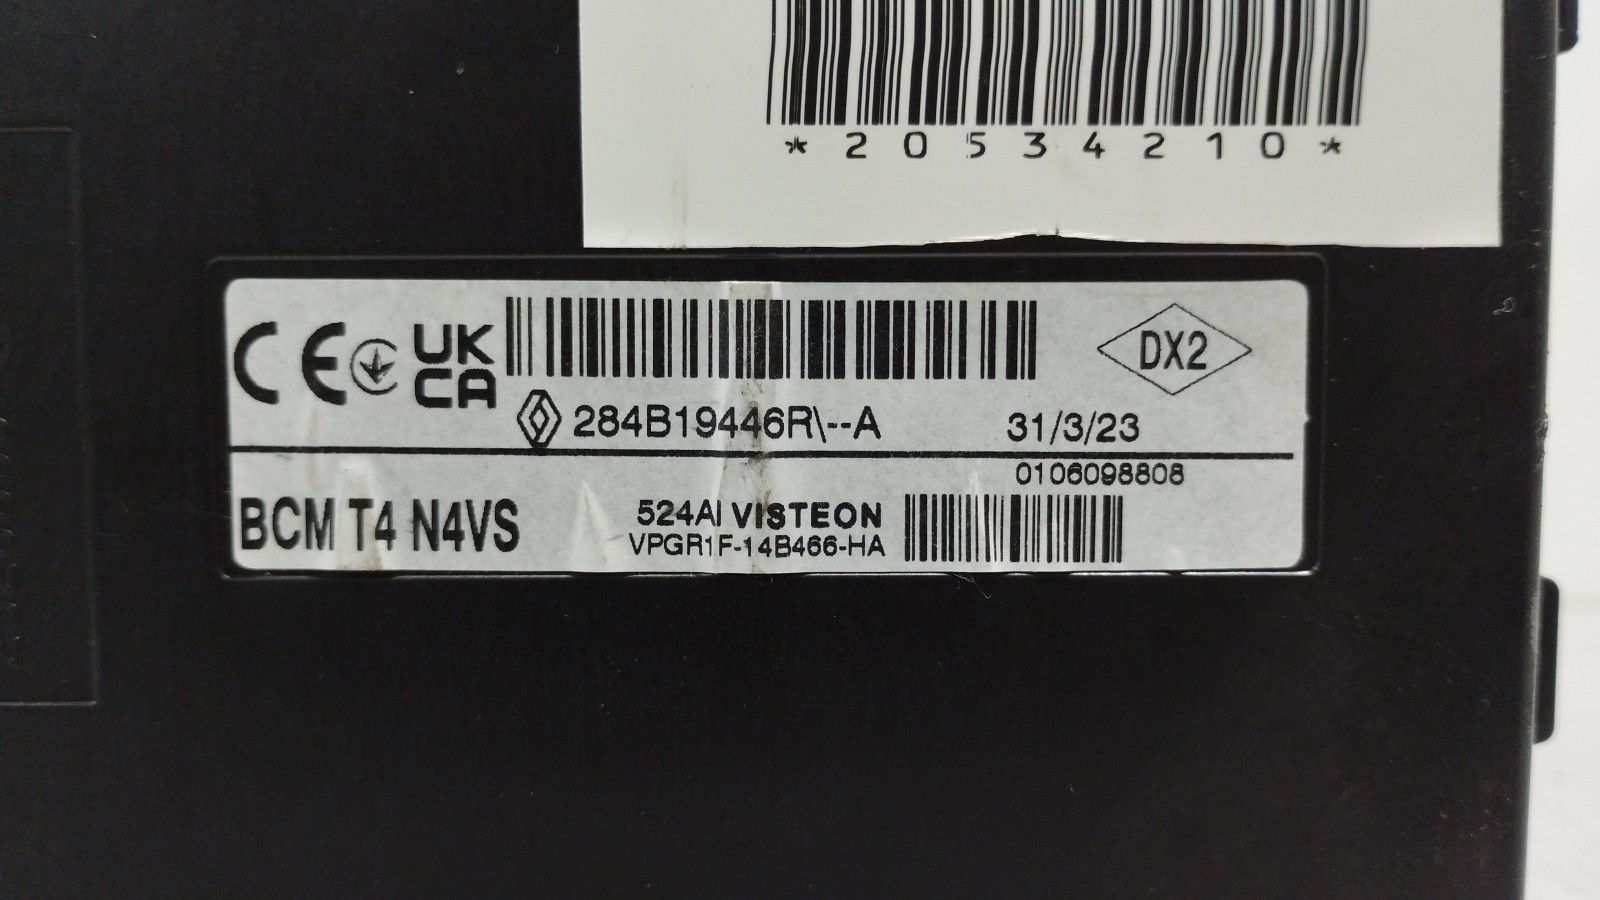 *20534210*
CE UK
CA
DX2
284B19446R\--A 31/3/23
0106098808
BCM T4 N4VS
524AI VISTEON
VPGR1F-14B466-HA